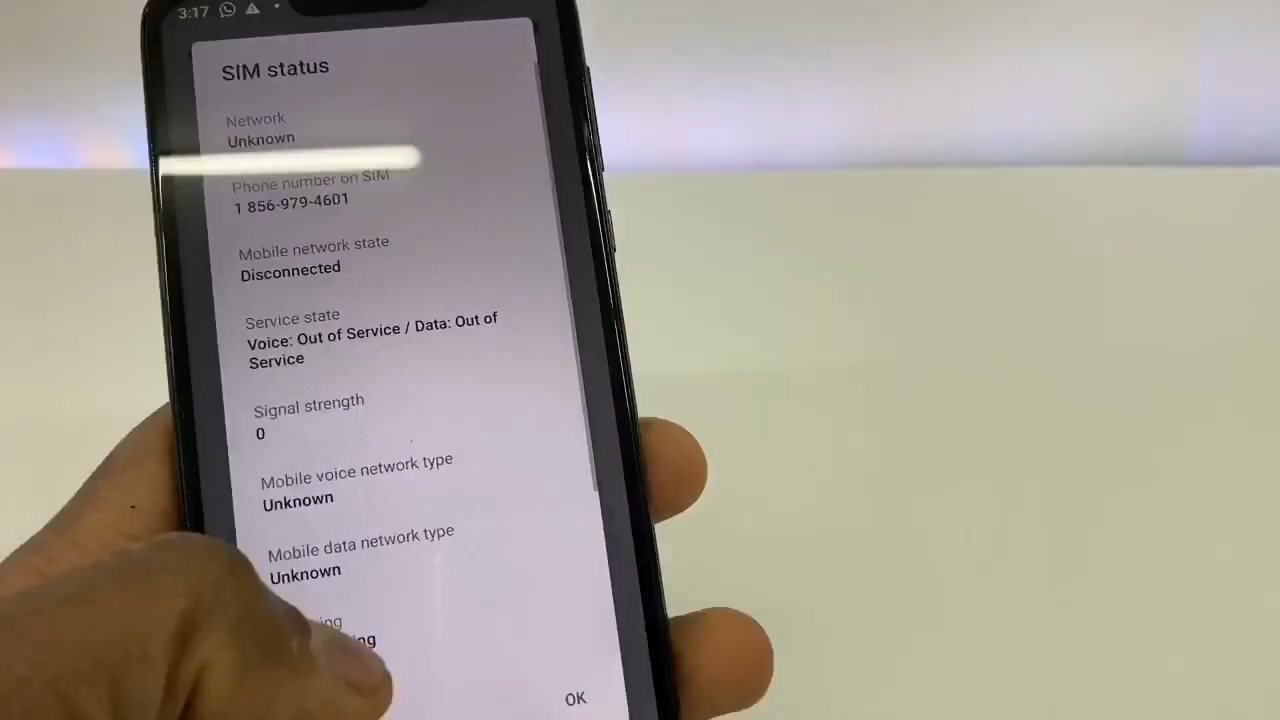 3:17
SIM status
Network
Unknown
Phone number on SIM
1 856-979-4601
Mobile network state
Disconnected
Service state
Voice: Out of Service / Data: Out of
Service
Signal strength
0
Mobile voice network type
Unknown
Mobile data network type
Unknown
OK